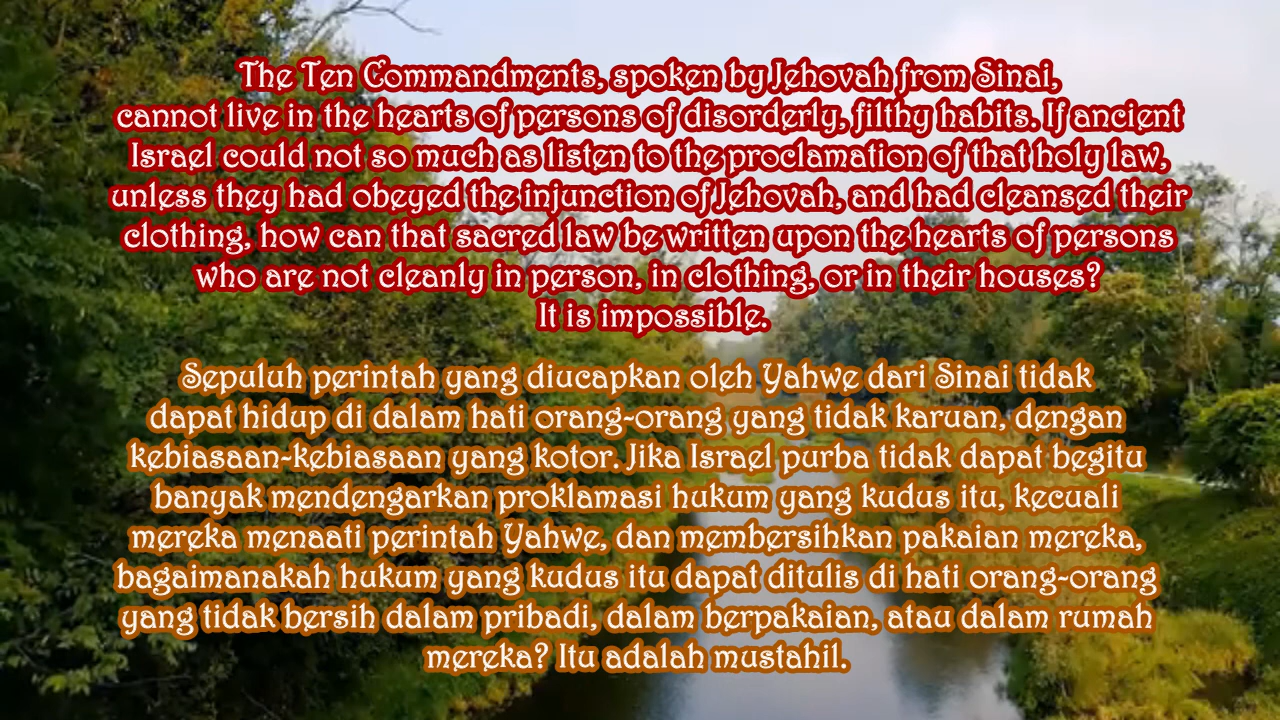 The Ten Commandments, spoken by Jehovah from Sinai,
cannot live in the hearts of persons of disorderly, filthy habits. If ancient
Israel could not so much as listen to the proclamation of that holy law,
unless they had obeyed the injunction of Jehovah, and had cleansed their
clothing, how can that sacred law be written upon the hearts of persons
who are not cleanly in person, in clothing, or in their houses?
It is impossible.
Sepuluh perintah yang diucapkan oleh Yahwe dari Sinai tidak
dapat hidup di dalam hati orang-orang yang tidak karuan, dengan
kebiasaan-kebiasaan yang kotor. Jika Israel purba tidak dapat begitu
banyak mendengarkan proklamasi hukum yang kudus itu, kecuali
mereka menaati perintah Yahwe, dan membersihkan pakaian mereka,
bagaimanakah hukum yang kudus itu dapat ditulis di hati orang-orang
yang tidak bersih dalam pribadi, dalam berpakaian, atau dalam rumah
mereka? Itu adalah mustahil.